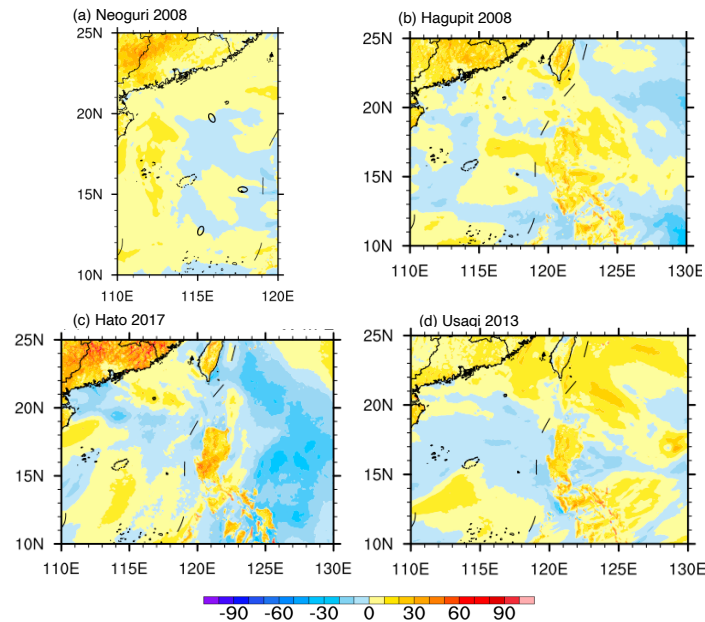 (a) Neoguri 2008
(b) Hagupit 2008
25N
20N
15N
10N
110E
115E
120E
25N
20N
15N
10N
110E
115E
120E
125E
130E
(c) Hato 2017
(d) Usagi 2013
25N
20N
15N
10N
110E
115E
120E
125E
130E
25N
20N
15N
10N
110E
115E
120E
125E
130E
-90 -60 -30 0 30 60 90